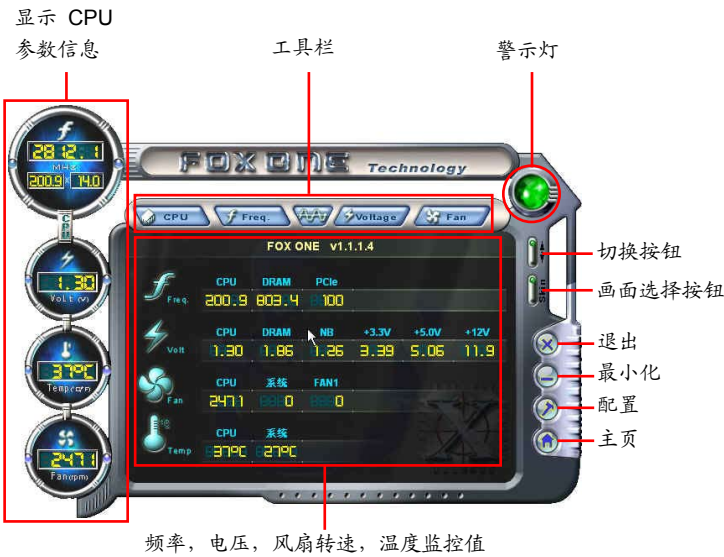 显示 CPU
参数信息
工具栏
警示灯
FOX ONE Technology
2812.1
MHz
200.9 14.0
CPU
1.30
Volt (v)
37°C
2471
Fan(rpm)
CPU Freq. Voltage Fan
FOX ONE v1.1.1.4
CPU DRAM PCIe
Freq. 200.9 803.4 100
CPU DRAM NB +3.3V +5.0V +12V
Volt 1.30 1.86 1.26 3.39 5.06 11.9
CPU 系统 FAN1
Fan 2471 0 0
CPU 系统
Temp 37°C 27°C
Skin
切换按钮
画面选择按钮
退出
最小化
配置
主页
频率，电压，风扇转速，温度监控值